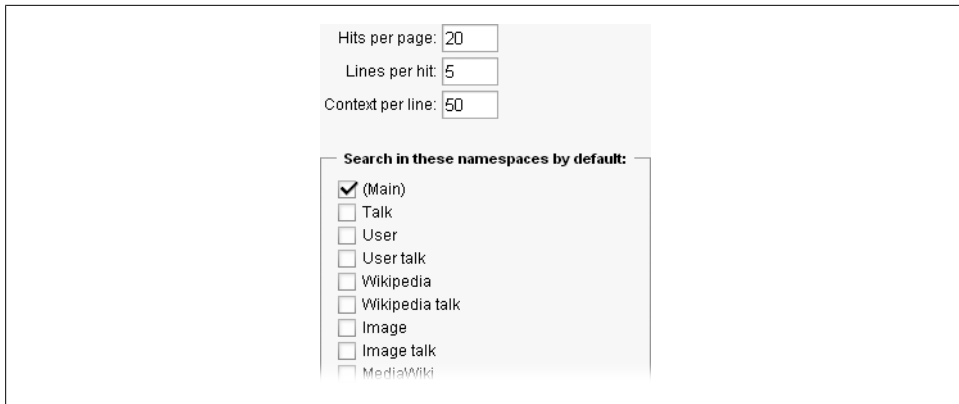 Hits per page: 20
Lines per hit: 5
Context per line: 50
Search in these namespaces by default:
(Main)
Talk
User
User talk
Wikipedia
Wikipedia talk
Image
Image talk
MediaWiki